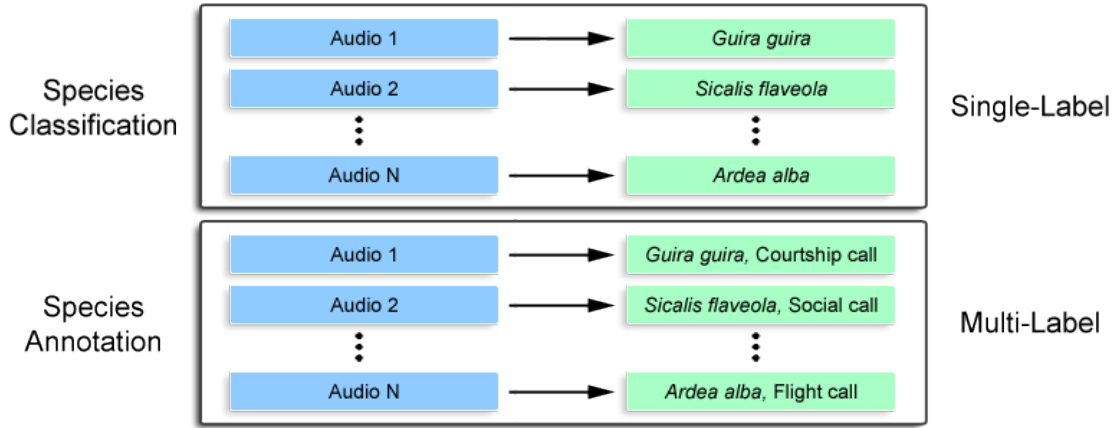 Species
Classification
Audio 1
Guira guira
Audio 2
Sicalis flaveola
Audio N
Ardea alba
Single-Label
Species
Annotation
Audio 1
Guira guira, Courtship call
Audio 2
Sicalis flaveola, Social call
Audio N
Ardea alba, Flight call
Multi-Label